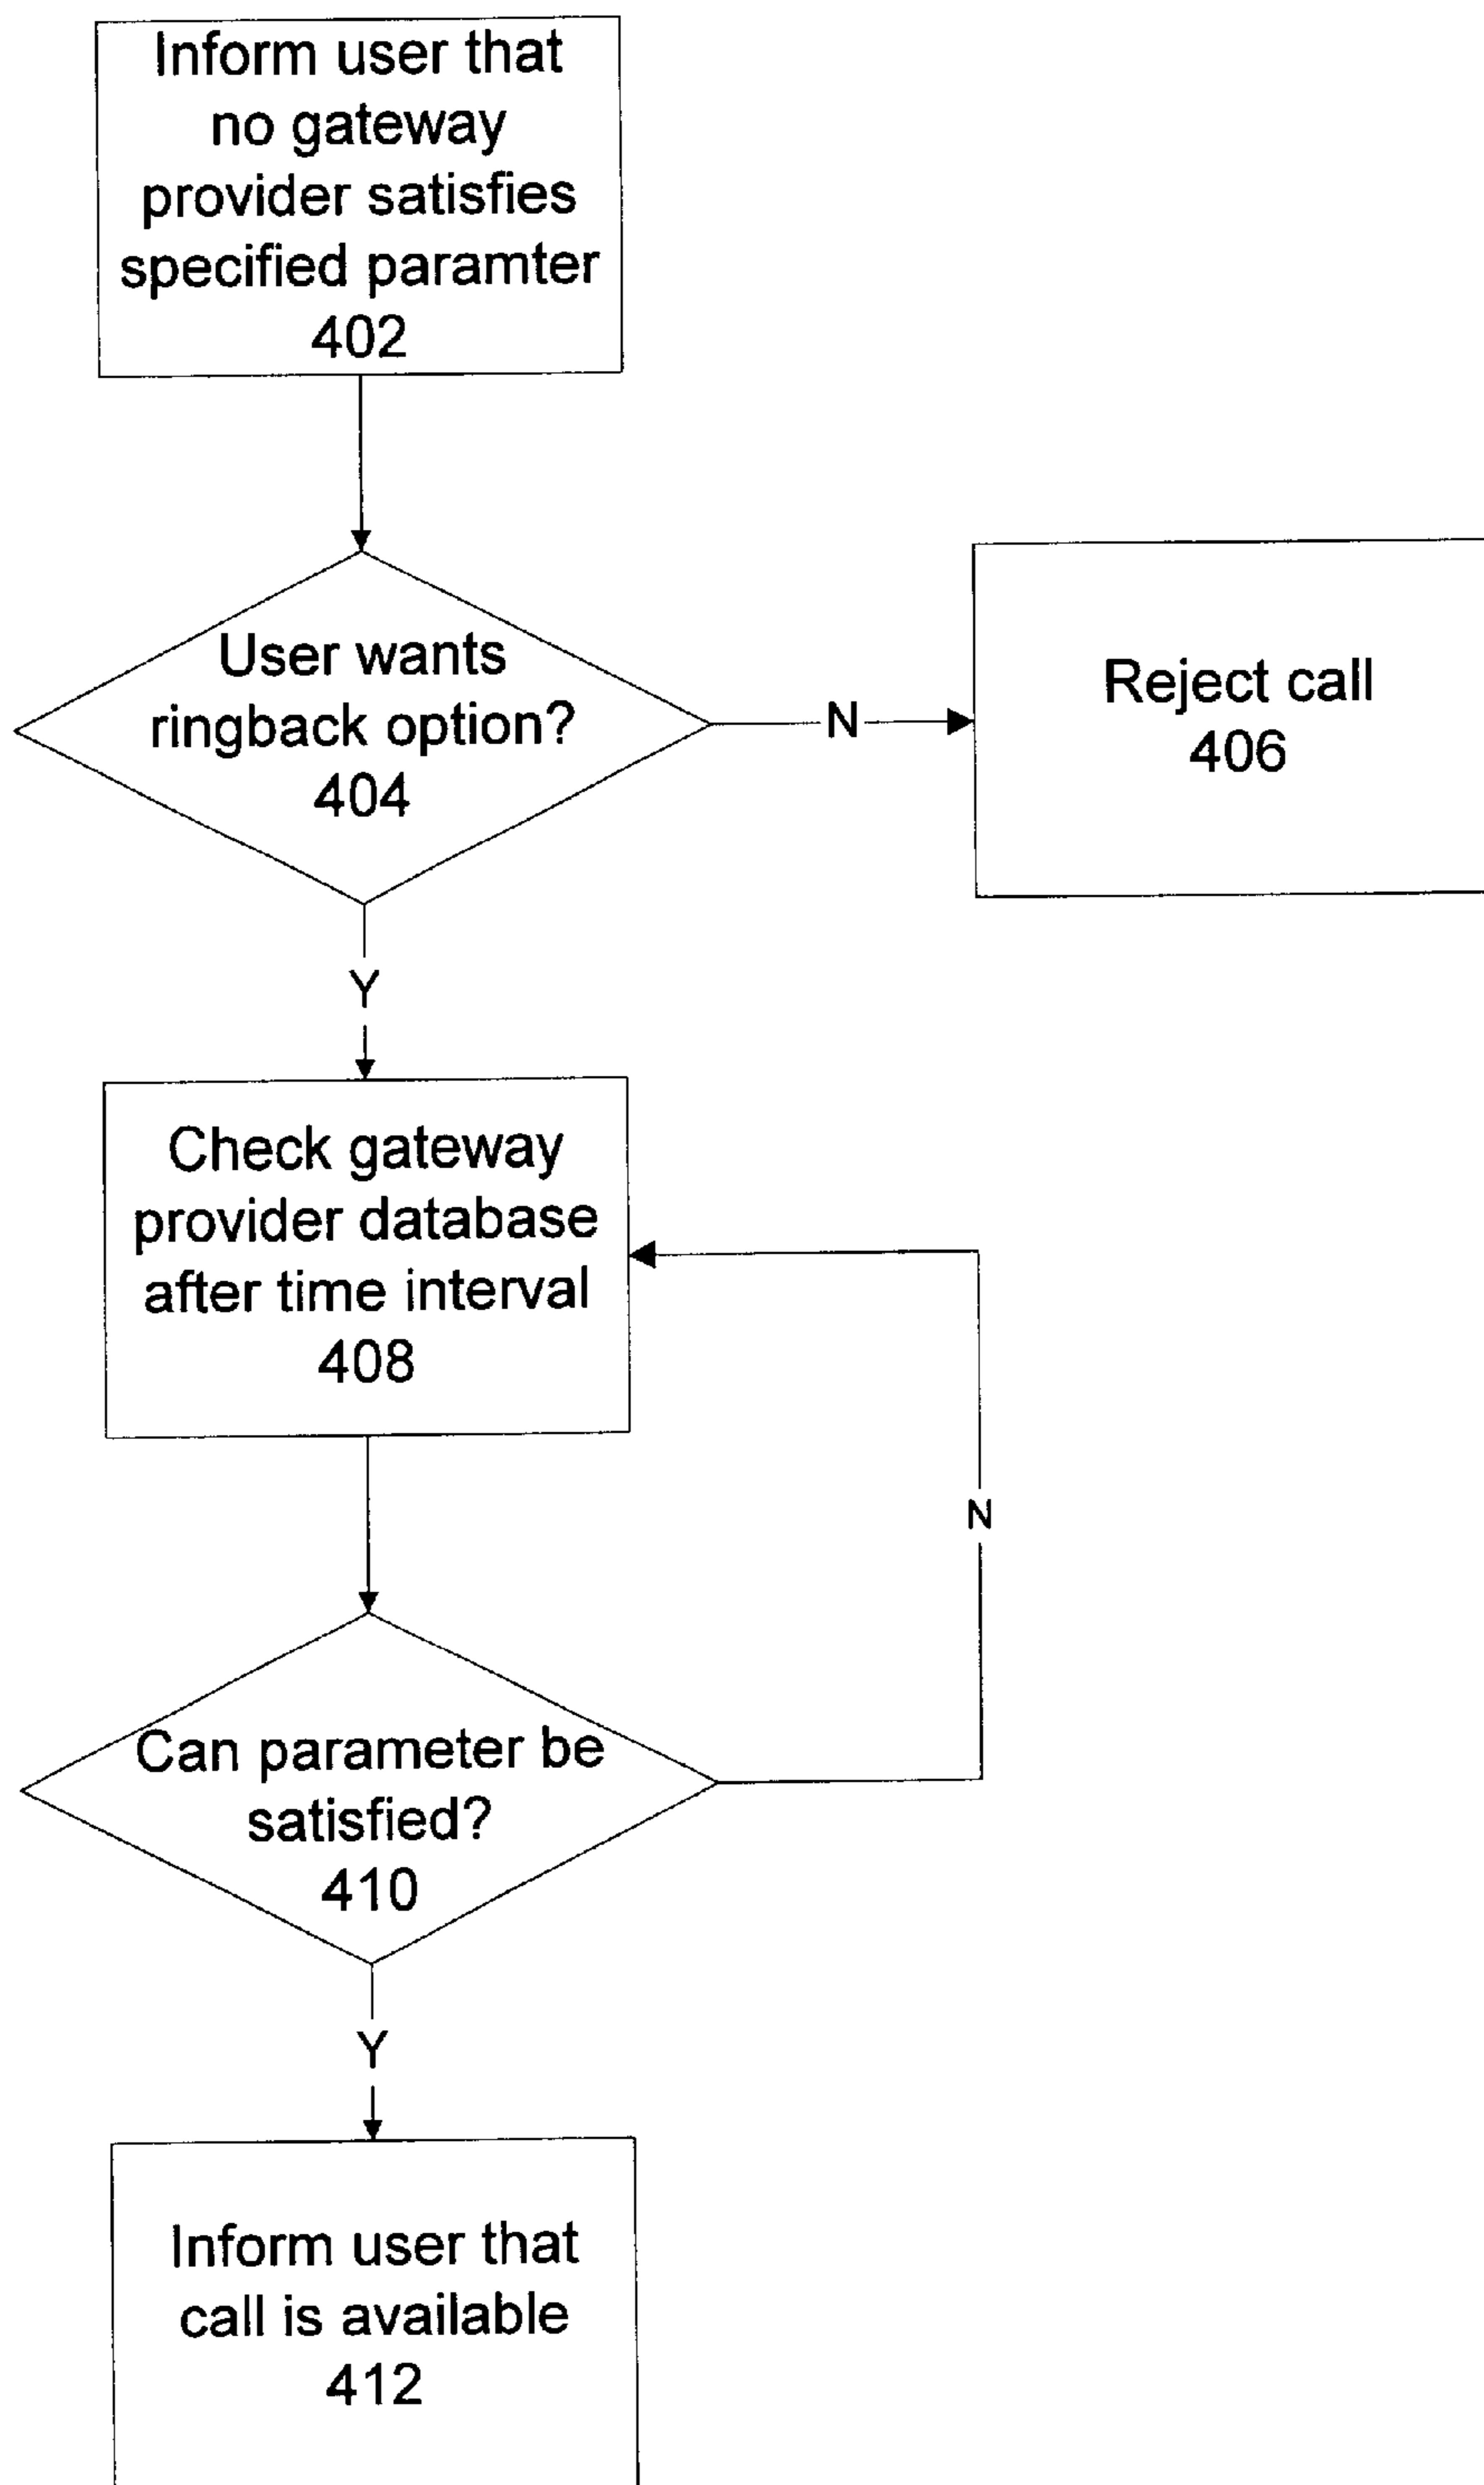 Inform user that
no gateway
provider satisfies
specified paramter
402
User wants
ringback option?
404
N
Reject call
406
Y
Check gateway
provider database
after time interval
408
N
Can parameter be
satisfied?
410
Y
Inform user that
call is available
412